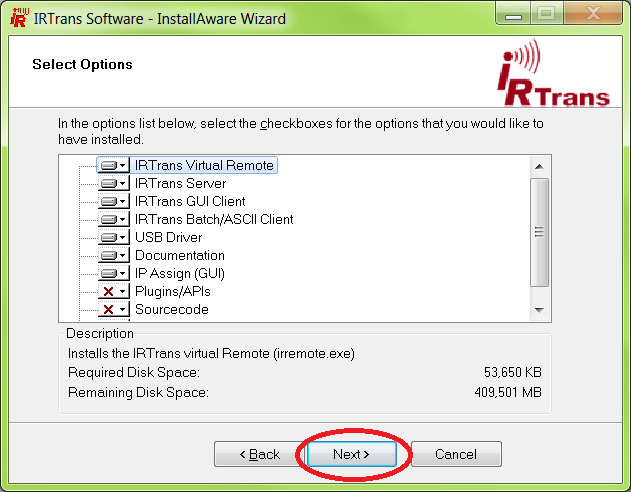 IRTrans Software - InstallAware Wizard
Select Options
iRTrans
In the options list below, select the checkboxes for the options that you would like to
have installed.
IRTrans Virtual Remote
IRTrans Server
IRTrans GUI Client
IRTrans Batch/ASCII Client
USB Driver
Documentation
IP Assign (GUI)
Plugins/APIs
Sourcecode
Description
Installs the IRTrans virtual Remote (irremote.exe)
Required Disk Space: 53,650 KB
Remaining Disk Space: 409,501 MB
< Back Next > Cancel